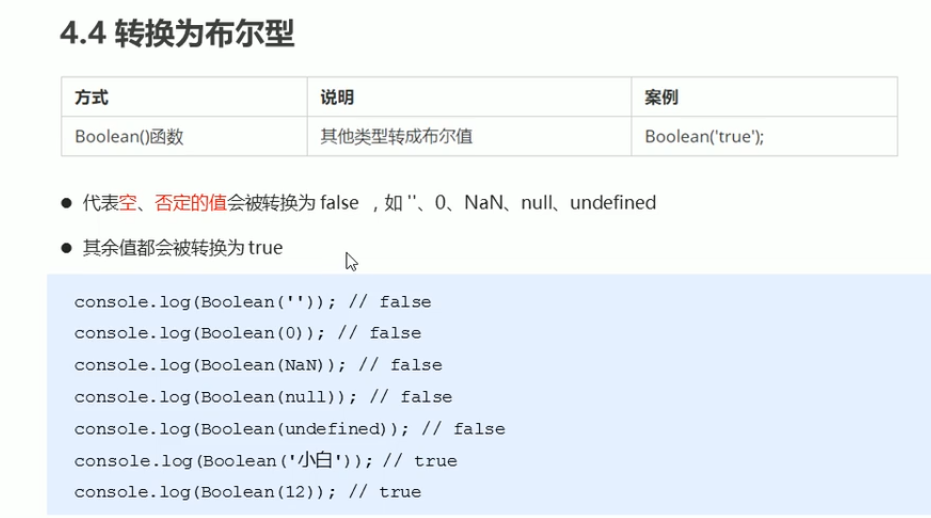 4.4 转换为布尔型
方式 说明 案例
Boolean()函数 其他类型转成布尔值 Boolean('true');
● 代表空、否定的值会被转换为 false ，如 ''、0、NaN、null、undefined
● 其余值都会被转换为 true
console.log(Boolean('')); // false
console.log(Boolean(0)); // false
console.log(Boolean(NaN)); // false
console.log(Boolean(null)); // false
console.log(Boolean(undefined)); // false
console.log(Boolean('小白')); // true
console.log(Boolean(12)); // true